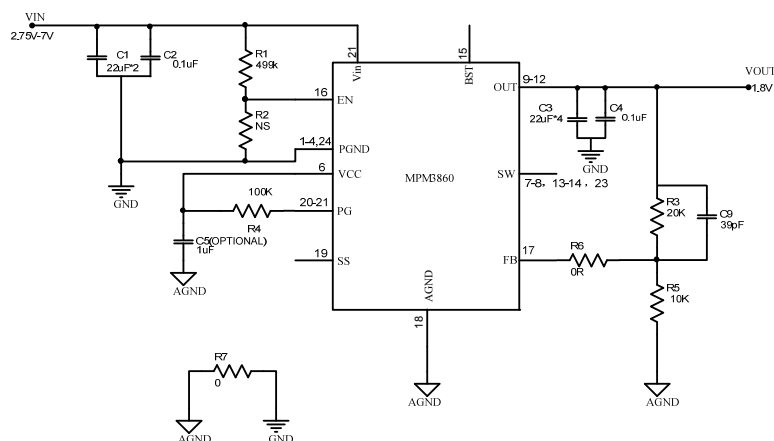 VIN
2.75V-7V
C1
22uF*2
C2
0.1uF
R1
499k
R2
NS
GND
21
Vin
15
BST
16
EN
1-4,24
PGND
6
VCC
20-21
PG
19
SS
MPM3860
OUT
9-12
SW
7-8, 13-14, 23
FB
17
AGND
18
AGND
100K
R4
C5(OPTIONAL)
1uF
AGND
C3
22uF*4
C4
0.1uF
GND
VOUT
1.8V
R3
20K
C9
39pF
R6
0R
R5
10K
AGND
R7
0
AGND
GND